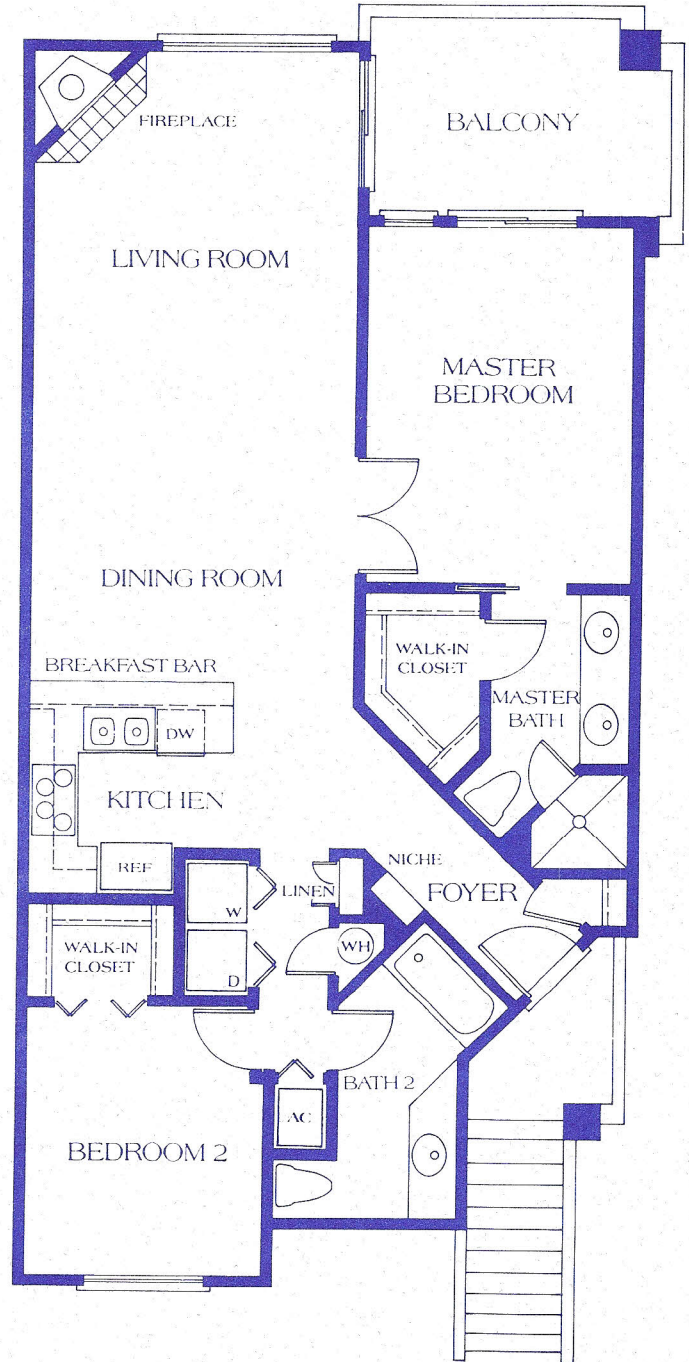 FIREPLACE
BALCONY
LIVING ROOM
MASTER
BEDROOM
DINING ROOM
WALK-IN
CLOSET
BREAKFAST BAR
MASTER
BATH
DW
KITCHEN
REF
NICHE
LINEN
FOYER
W
WALK-IN
CLOSET
WH
D
BATH 2
AC
BEDROOM 2